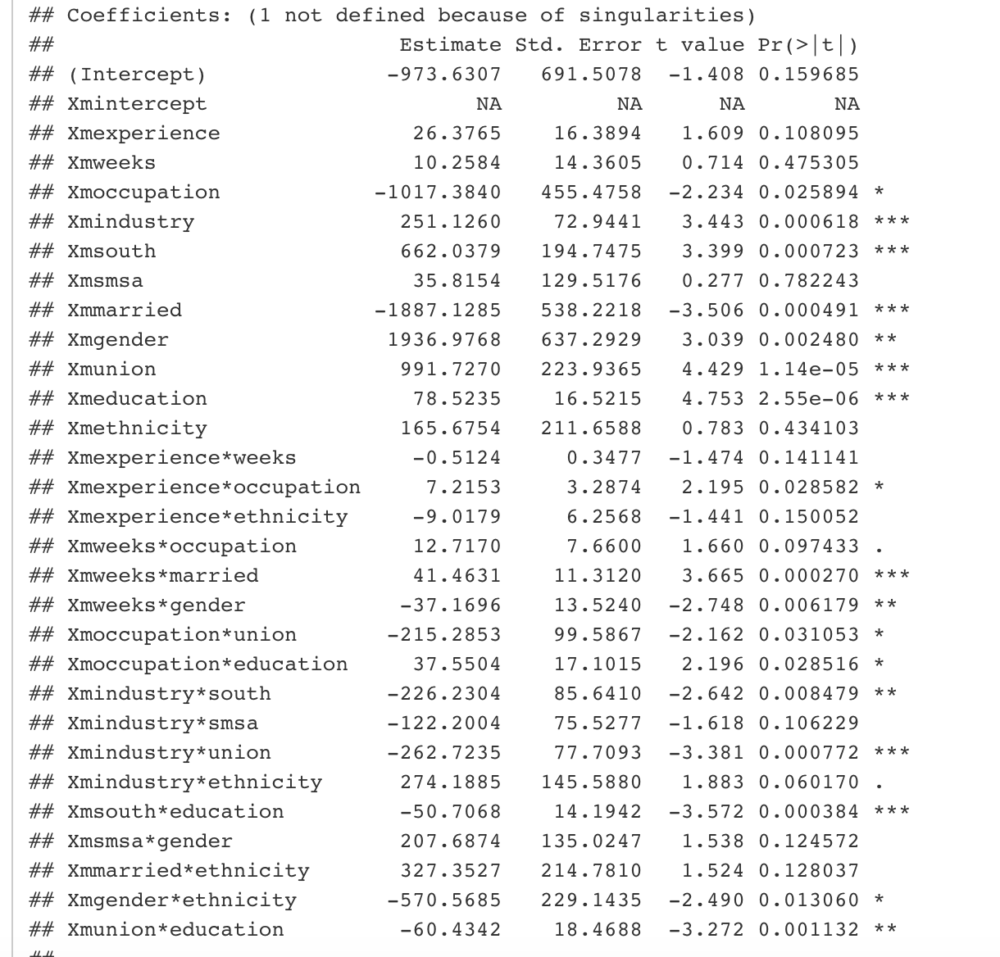 ## Coefficients: (1 not defined because of singularities)
##                          Estimate Std. Error t value Pr(>|t|)
## (Intercept)             -973.6307   691.5078  -1.408 0.159685
## Xmintercept                    NA         NA      NA       NA
## Xmexperience              26.3765    16.3894   1.609 0.108095
## Xmweeks                   10.2584    14.3605   0.714 0.475305
## Xmoccupation           -1017.3840   455.4758  -2.234 0.025894 *
## Xmindustry               251.1260    72.9441   3.443 0.000618 ***
## Xmsouth                  662.0379   194.7475   3.399 0.000723 ***
## Xmsmsa                    35.8154   129.5176   0.277 0.782243
## Xmmarried              -1887.1285   538.2218  -3.506 0.000491 ***
## Xmgender                1936.9768   637.2929   3.039 0.002480 **
## Xmunion                  991.7270   223.9365   4.429 1.14e-05 ***
## Xmeducation               78.5235    16.5215   4.753 2.55e-06 ***
## Xmethnicity              165.6754   211.6588   0.783 0.434103
## Xmexperience*weeks        -0.5124     0.3477  -1.474 0.141141
## Xmexperience*occupation    7.2153     3.2874   2.195 0.028582 *
## Xmexperience*ethnicity    -9.0179     6.2568  -1.441 0.150052
## Xmweeks*occupation        12.7170     7.6600   1.660 0.097433 .
## Xmweeks*married           41.4631    11.3120   3.665 0.000270 ***
## Xmweeks*gender           -37.1696    13.5240  -2.748 0.006179 **
## Xmoccupation*union      -215.2853    99.5867  -2.162 0.031053 *
## Xmoccupation*education    37.5504    17.1015   2.196 0.028516 *
## Xmindustry*south        -226.2304    85.6410  -2.642 0.008479 **
## Xmindustry*smsa         -122.2004    75.5277  -1.618 0.106229
## Xmindustry*union        -262.7235    77.7093  -3.381 0.000772 ***
## Xmindustry*ethnicity     274.1885   145.5880   1.883 0.060170 .
## Xmsouth*education        -50.7068    14.1942  -3.572 0.000384 ***
## Xmsmsa*gender            207.6874   135.0247   1.538 0.124572
## Xmmarried*ethnicity      327.3527   214.7810   1.524 0.128037
## Xmgender*ethnicity      -570.5685   229.1435  -2.490 0.013060 *
## Xmunion*education        -60.4342    18.4688  -3.272 0.001132 **
##